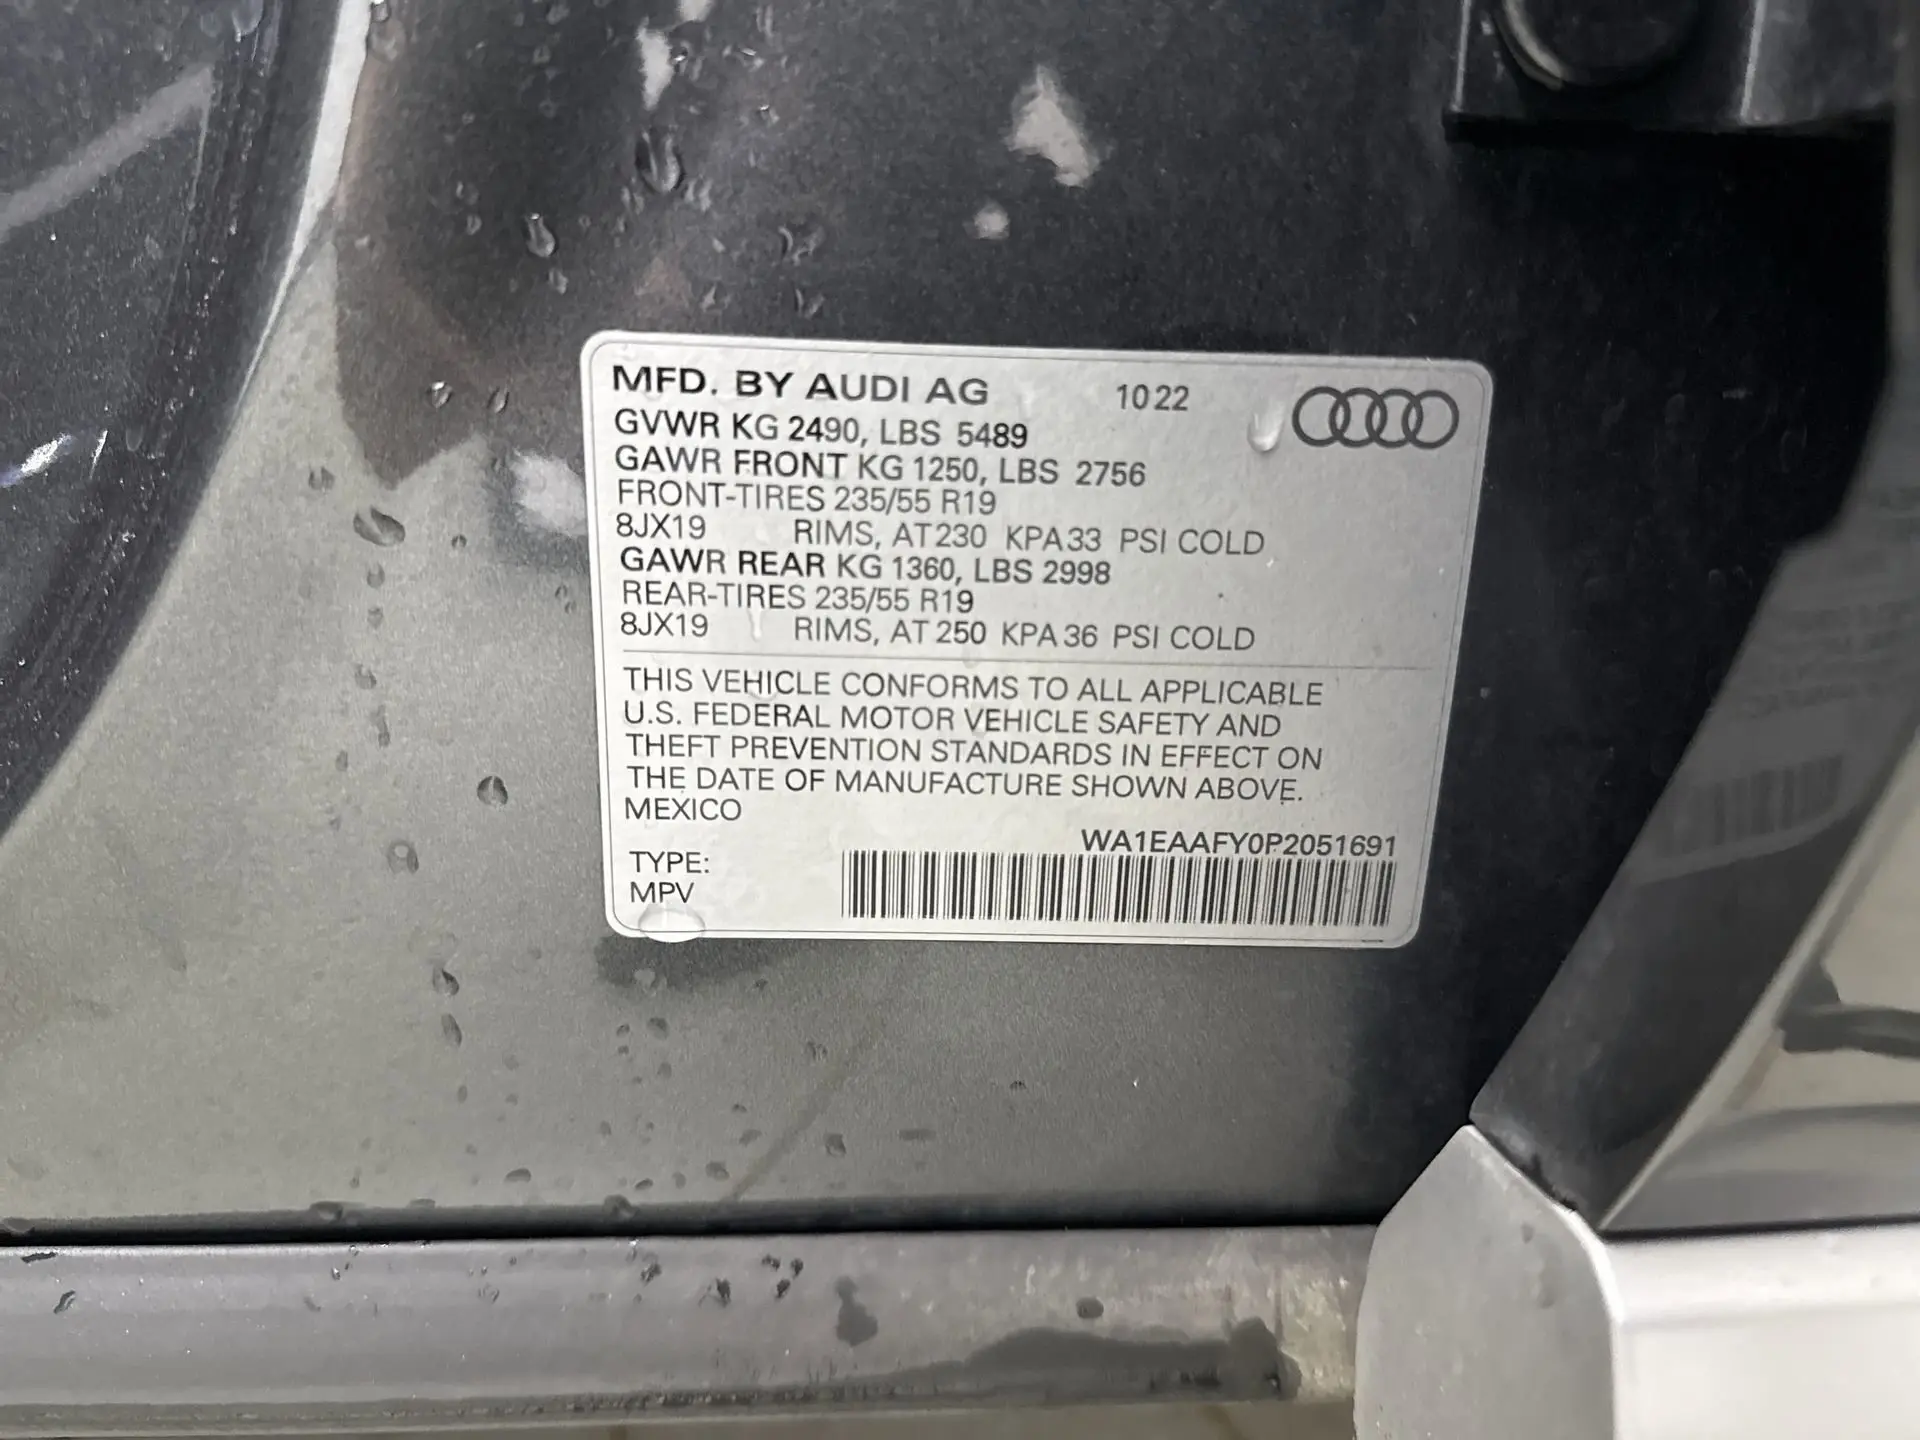 MFD. BY AUDI AG 1022
GVWR KG 2490, LBS 5489
GAWR FRONT KG 1250, LBS 2756
FRONT-TIRES 235/55 R19
8JX19 RIMS, AT 230 KPA 33 PSI COLD
GAWR REAR KG 1360, LBS 2998
REAR-TIRES 235/55 R19
8JX19 RIMS, AT 250 KPA 36 PSI COLD
THIS VEHICLE CONFORMS TO ALL APPLICABLE
U.S. FEDERAL MOTOR VEHICLE SAFETY AND
THEFT PREVENTION STANDARDS IN EFFECT ON
THE DATE OF MANUFACTURE SHOWN ABOVE.
MEXICO
WA1EAAFY0P2051691
TYPE:
MPV